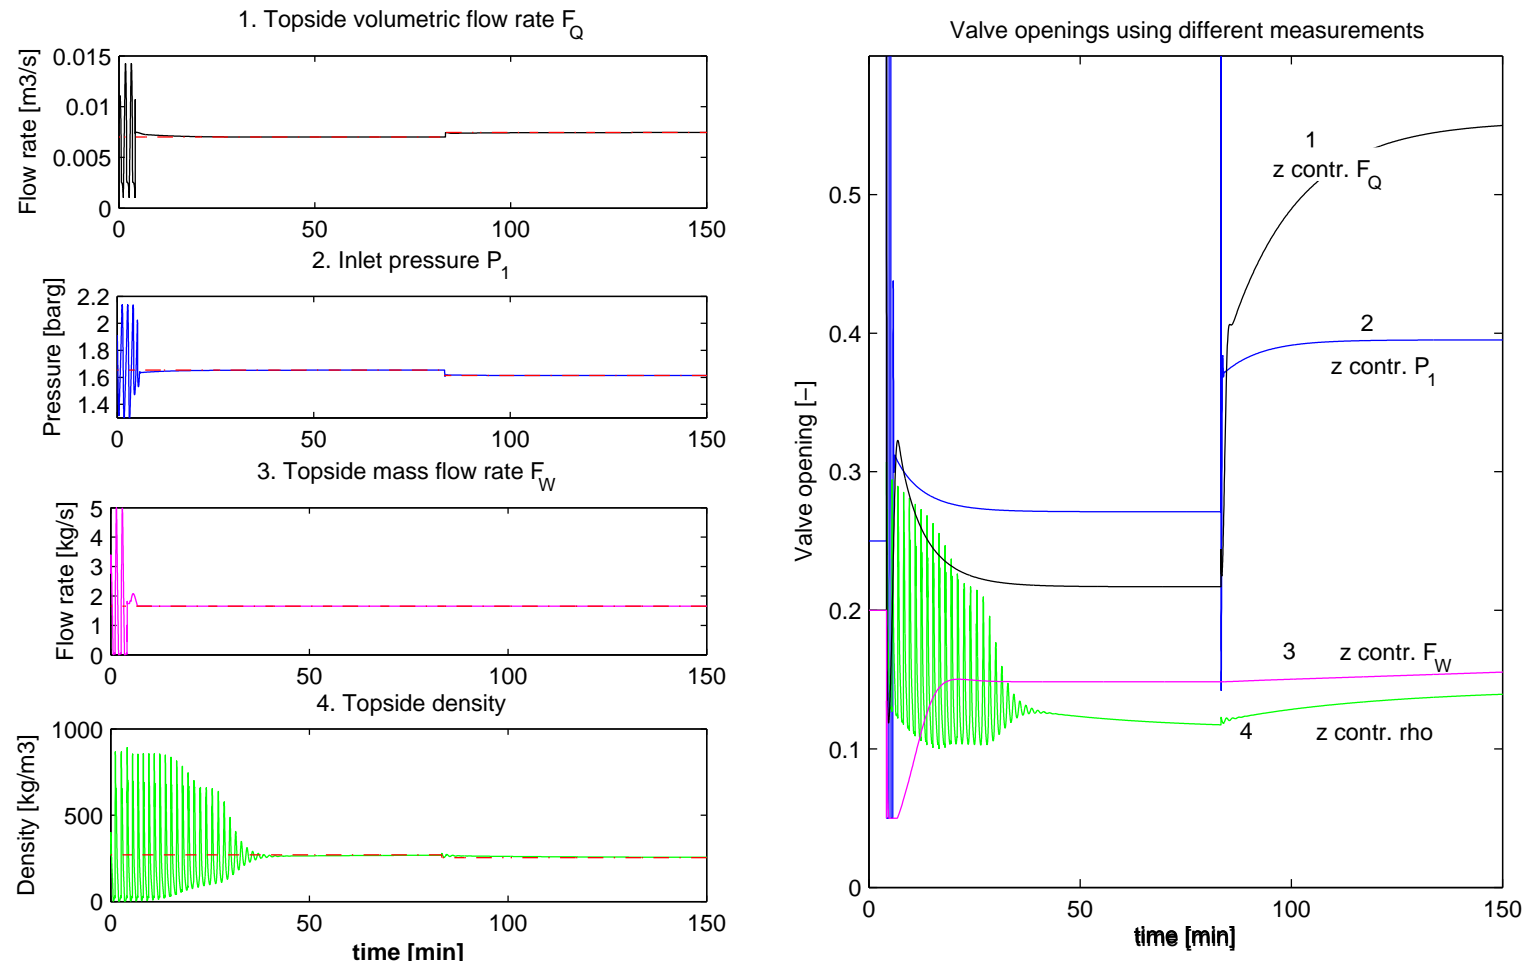 1. Topside volumetric flow rate F_Q
Flow rate [m3/s]
0.015
0.01
0.005
0
0 50 100 150
2. Inlet pressure P_1
Pressure [barg]
2.2
2
1.8
1.6
1.4
0 50 100 150
3. Topside mass flow rate F_W
Flow rate [kg/s]
5
4
3
2
1
0
0 50 100 150
4. Topside density
Density [kg/m3]
1000
500
0
0 50 100 150
time [min]
Valve openings using different measurements
Valve opening [–]
0.5
0.4
0.3
0.2
0.1
0
1
z contr. F_Q
2
z contr. P_1
3 z contr. F_W
4 z contr. rho
0 50 100 150
time [min]